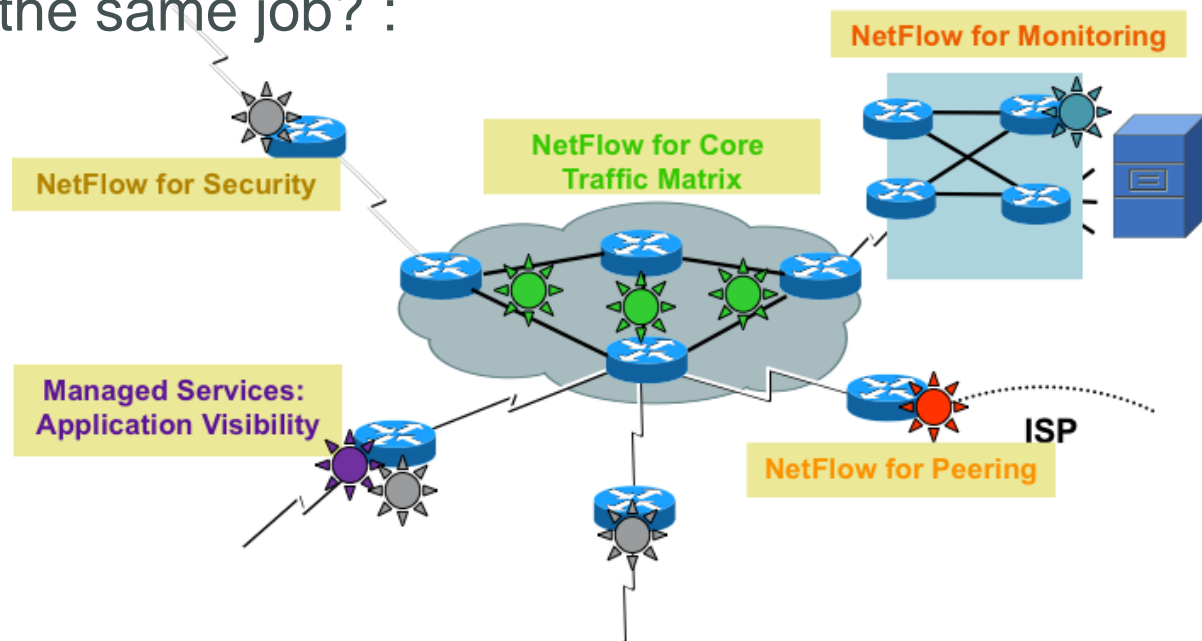 the same job? :
NetFlow for Monitoring
NetFlow for Core
Traffic Matrix
NetFlow for Security
Managed Services:
Application Visibility
ISP
NetFlow for Peering